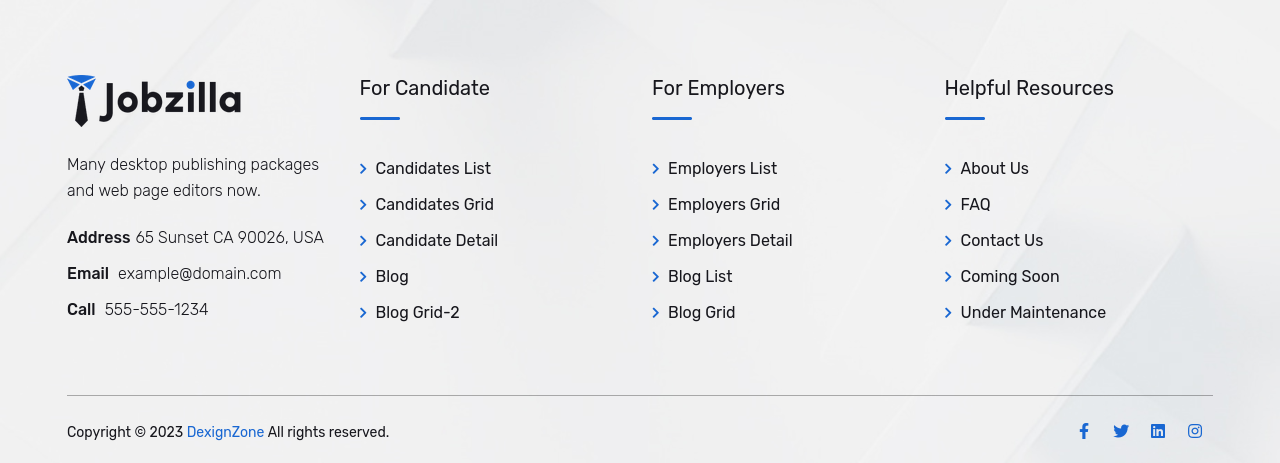 Jobzilla
Many desktop publishing packages
and web page editors now.
Address 65 Sunset CA 90026, USA
Email example@domain.com
Call 555-555-1234
For Candidate
Candidates List
Candidates Grid
Candidate Detail
Blog
Blog Grid-2
For Employers
Employers List
Employers Grid
Employers Detail
Blog List
Blog Grid
Helpful Resources
About Us
FAQ
Contact Us
Coming Soon
Under Maintenance
Copyright © 2023 DexignZone All rights reserved.